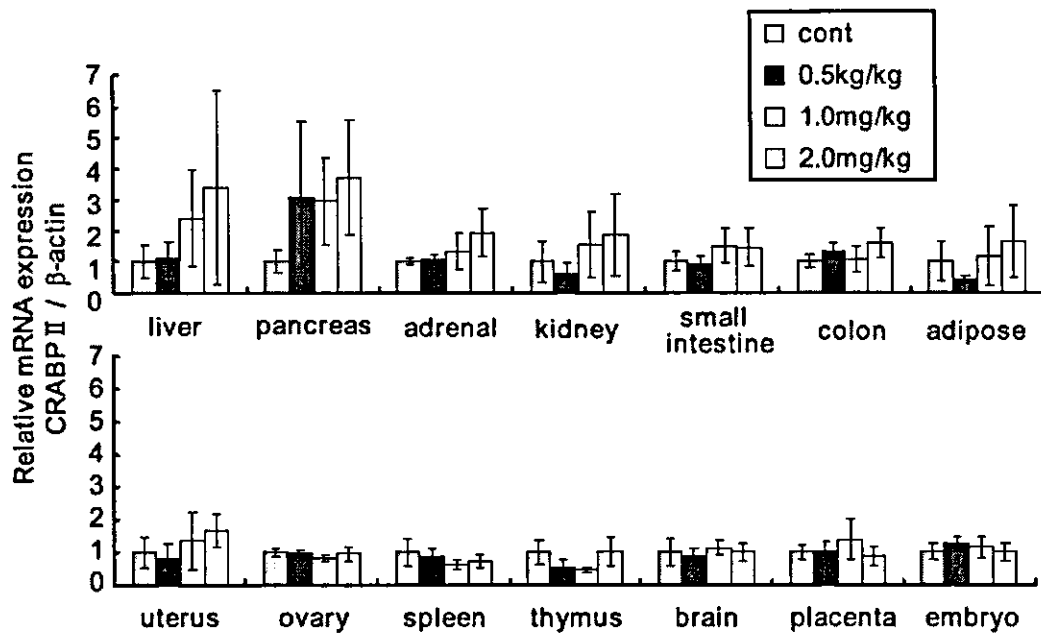 cont
0.5kg/kg
1.0mg/kg
2.0mg/kg
Relative mRNA expression
CRABP II / β-actin
7
6
5
4
3
2
1
0
liver pancreas adrenal kidney small intestine colon adipose
7
6
5
4
3
2
1
0
uterus ovary spleen thymus brain placenta embryo